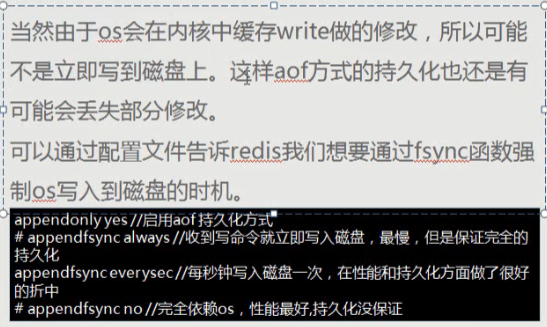 当然由于os会在内核中缓存write做的修改，所以可能
不是立即写到磁盘上。这样aof方式的持久化也还是有
可能会丢失部分修改。
可以通过配置文件告诉redis我们想要通过fsync函数强
制os写入到磁盘的时机。
appendonly yes //启用aof 持久化方式
# appendfsync always //收到写命令就立即写入磁盘，最慢，但是保证完全的
持久化
appendfsync everysec //每秒钟写入磁盘一次，在性能和持久化方面做了很好
的折中
# appendfsync no //完全依赖os，性能最好,持久化没保证